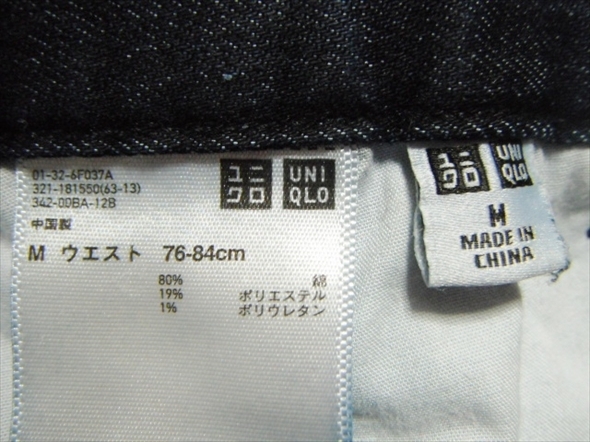 01-32-6F037A
321-181550(63-13)
342-00BA-12B
中国製
ユニ
クロ
UNI
QLO
M ウエスト 76-84cm
80% 綿
19% ポリエステル
1% ポリウレタン
ユニ
クロ
UNI
QLO
M
MADE IN
CHINA